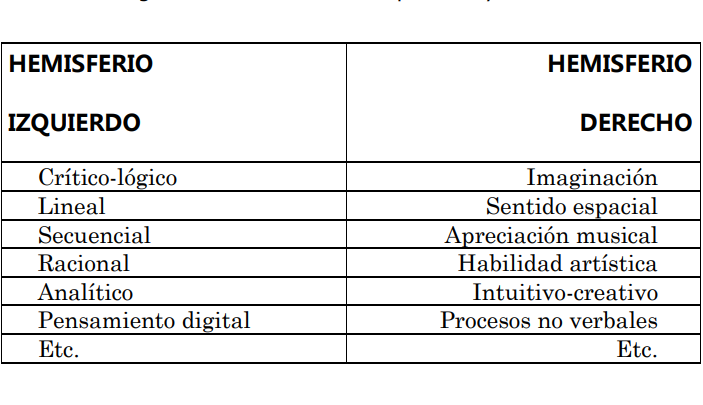 HEMISFERIO HEMISFERIO
IZQUIERDO DERECHO
Crítico-lógico Imaginación
Lineal Sentido espacial
Secuencial Apreciación musical
Racional Habilidad artística
Analítico Intuitivo-creativo
Pensamiento digital Procesos no verbales
Etc. Etc.